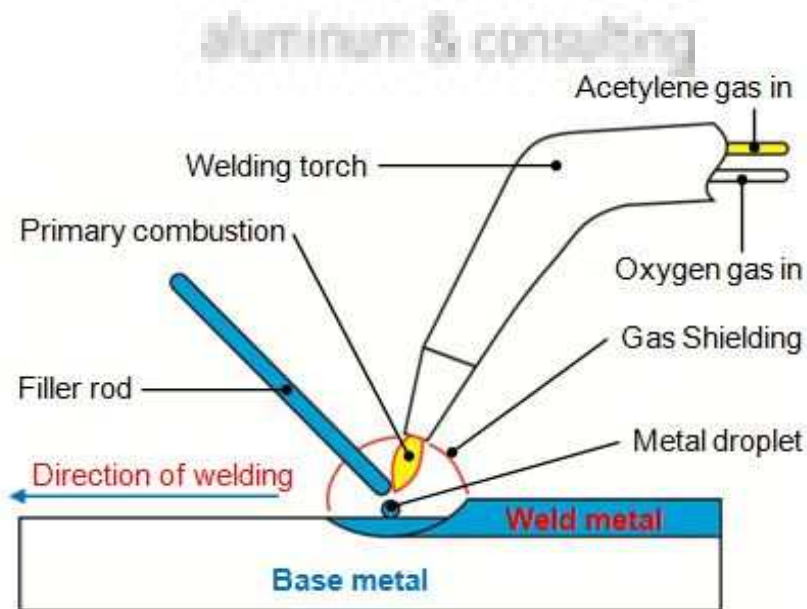 aluminum & consulting
Acetylene gas in
Welding torch
Primary combustion
Oxygen gas in
Gas Shielding
Filler rod
Metal droplet
Direction of welding
Weld metal
Base metal